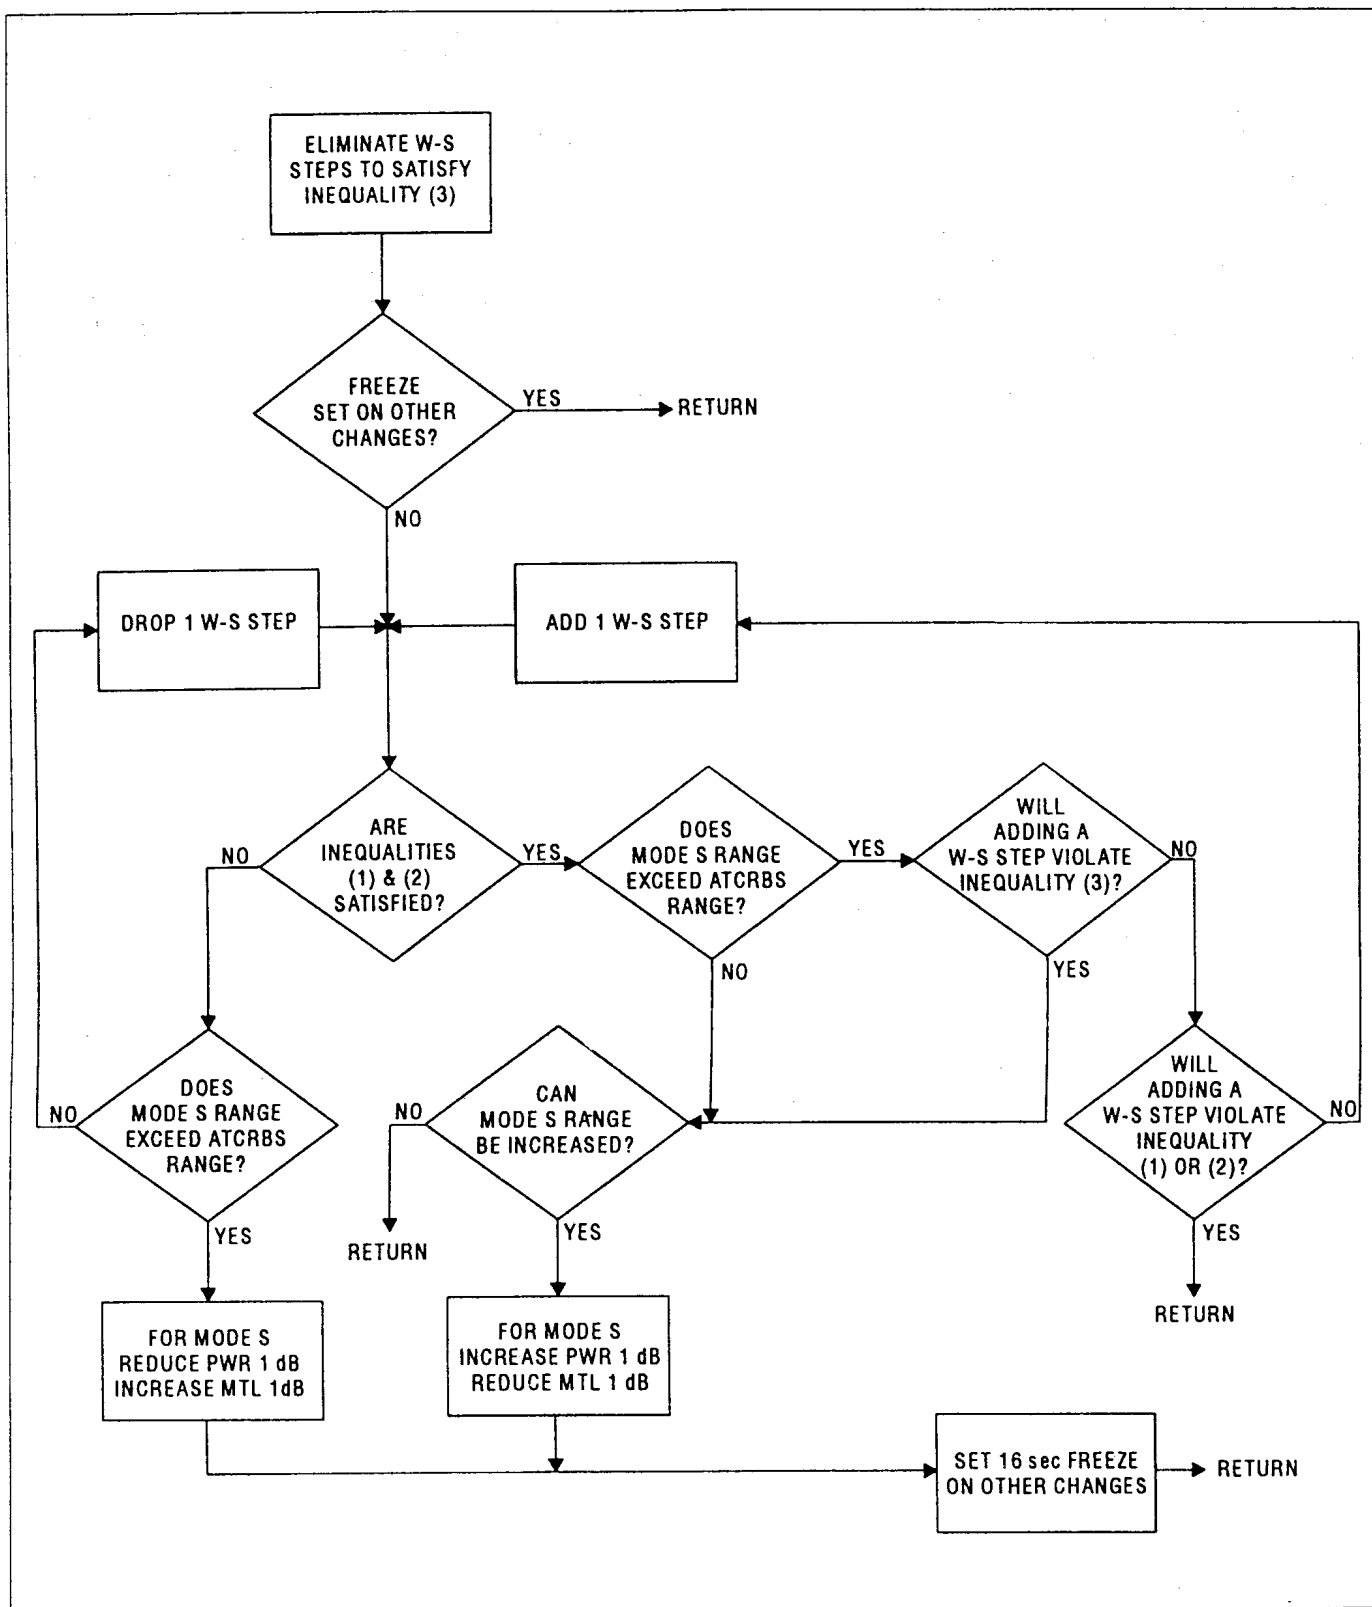 ELIMINATE W-S
STEPS TO SATISFY
INEQUALITY (3)
FREEZE
SET ON OTHER
CHANGES?
YES
RETURN
NO
DROP 1 W-S STEP
ADD 1 W-S STEP
ARE
INEQUALITIES
(1) & (2)
SATISFIED?
NO
YES
DOES
MODE S RANGE
EXCEED ATCRBS
RANGE?
YES
NO
WILL
ADDING A
W-S STEP VIOLATE
INEQUALITY (3)?
NO
YES
DOES
MODE S RANGE
EXCEED ATCRBS
RANGE?
NO
YES
CAN
MODE S RANGE
BE INCREASED?
NO
RETURN
YES
WILL
ADDING A
W-S STEP VIOLATE
INEQUALITY
(1) OR (2)?
NO
YES
RETURN
FOR MODE S
REDUCE PWR 1 dB
INCREASE MTL 1dB
FOR MODE S
INCREASE PWR 1 dB
REDUCE MTL 1 dB
SET 16 sec FREEZE
ON OTHER CHANGES
RETURN